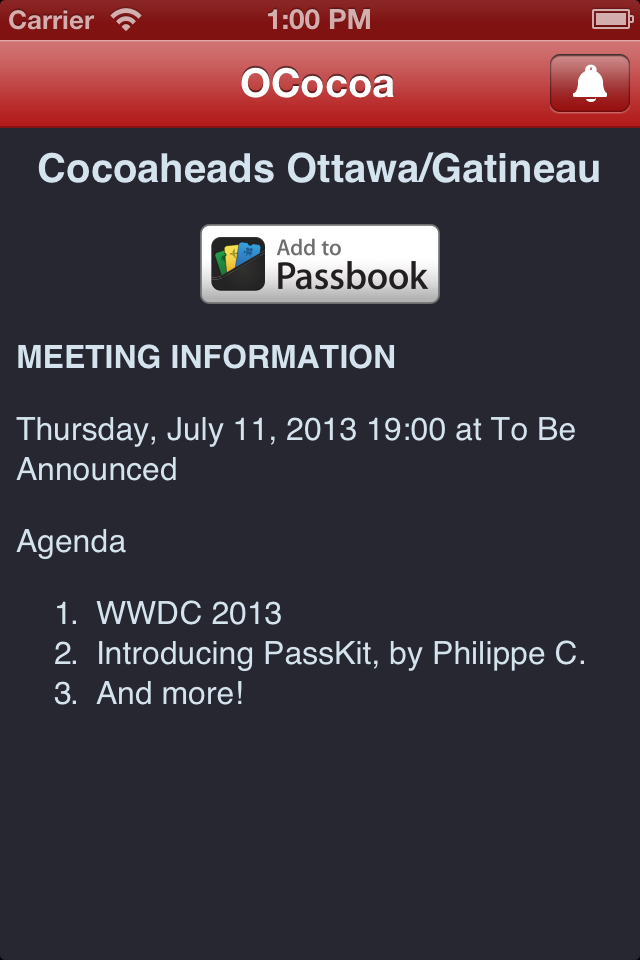 Carrier 1:00 PM
OCocoa
Cocoaheads Ottawa/Gatineau
Add to
Passbook
MEETING INFORMATION
Thursday, July 11, 2013 19:00 at To Be
Announced
Agenda
1. WWDC 2013
2. Introducing PassKit, by Philippe C.
3. And more!